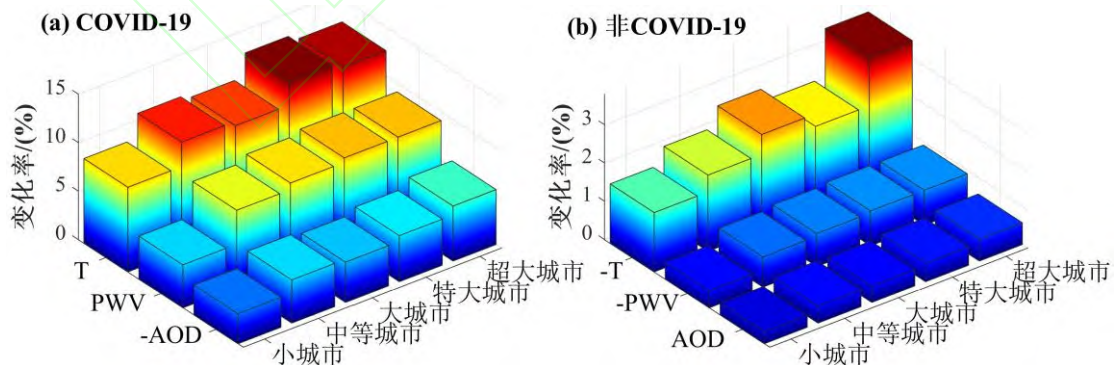 (a) COVID-19
变化率/(%)
15
10
5
0
T
PWV
-AOD
小城市
中等城市
大城市
特大城市
超大城市
(b) 非COVID-19
变化率/(%)
3
2
1
0
-T
-PWV
AOD
小城市
中等城市
大城市
特大城市
超大城市